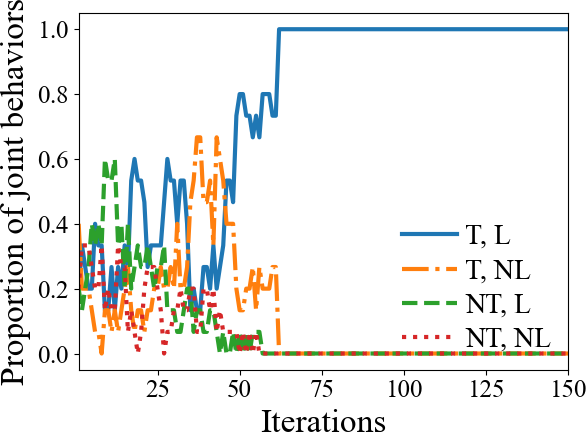 Proportion of joint behaviors
1.0
0.8
0.6
0.4
0.2
0.0
T, L
T, NL
NT, L
NT, NL
25 50 75 100 125 150
Iterations